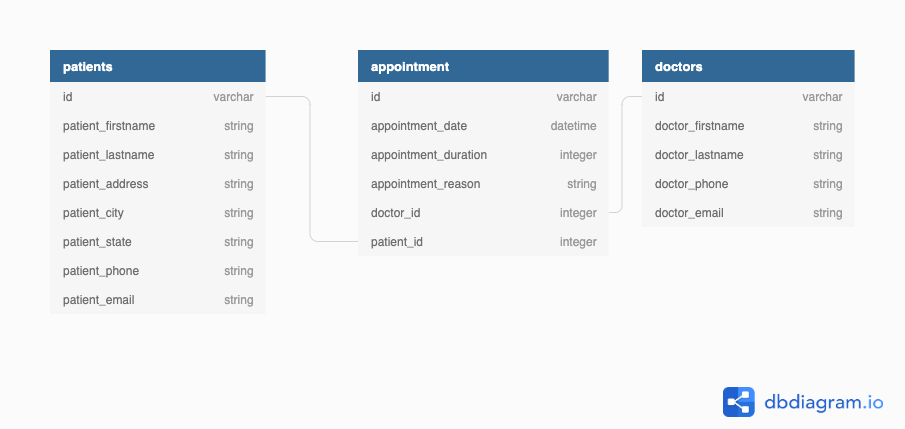 patients
id varchar
patient_firstname string
patient_lastname string
patient_address string
patient_city string
patient_state string
patient_phone string
patient_email string
appointment
id varchar
appointment_date datetime
appointment_duration integer
appointment_reason string
doctor_id integer
patient_id integer
doctors
id varchar
doctor_firstname string
doctor_lastname string
doctor_phone string
doctor_email string
dbdiagram.io